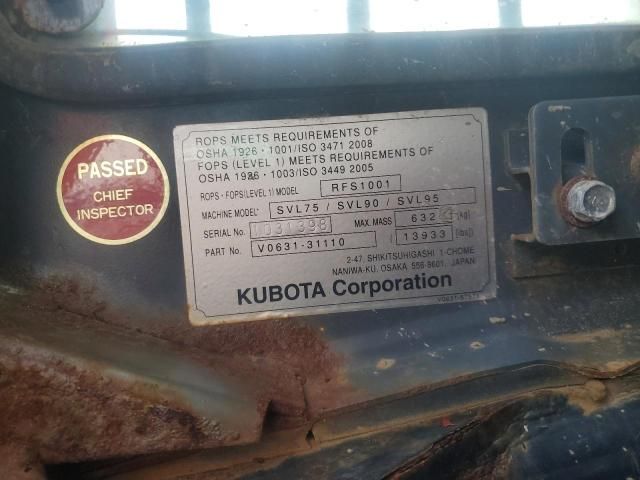 PASSED
CHIEF
INSPECTOR
ROPS MEETS REQUIREMENTS OF
OSHA 1926・1001/ISO 3471 2008
FOPS (LEVEL 1) MEETS REQUIREMENTS OF
OSHA 1926・1003/ISO 3449 2005
ROPS・FOPS(LEVEL 1) MODEL RFS1001
MACHINE MODEL SVL75 / SVL90 / SVL95
SERIAL No. 1031398 MAX. MASS 632 [kg]
PART No. V0631-31110 ( 13933 [lbs])
2-47, SHIKITSUHIGASHI 1-CHOME
NANIWA-KU, OSAKA 556-8601, JAPAN
KUBOTA Corporation